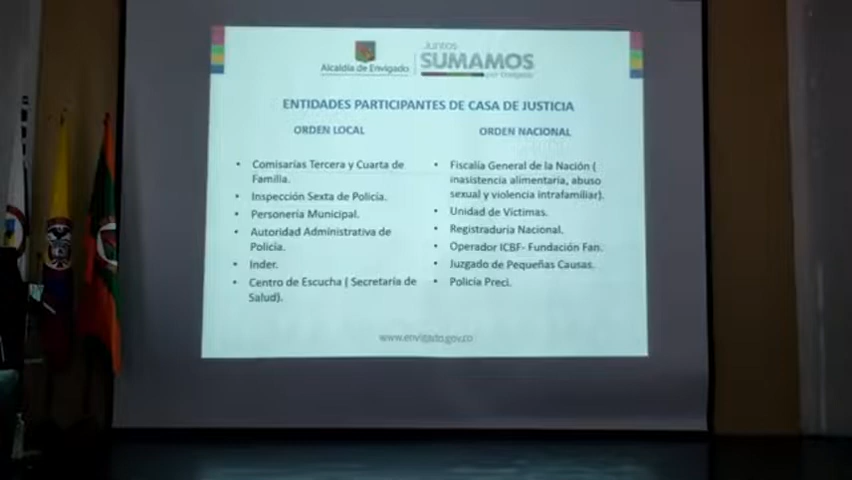 Alcaldía de Envigado
Juntos
SUMAMOS
por Envigado
ENTIDADES PARTICIPANTES DE CASA DE JUSTICIA
ORDEN LOCAL
• Comisarías Tercera y Cuarta de
Familia.
• Inspección Sexta de Policía.
• Personería Municipal.
• Autoridad Administrativa de
Policía.
• Inder.
• Centro de Escucha ( Secretaría de
Salud).
ORDEN NACIONAL
• Fiscalía General de la Nación (
inasistencia alimentaria, abuso
sexual y violencia intrafamiliar).
• Unidad de Víctimas.
• Registraduría Nacional.
• Operador ICBF- Fundación Fan.
• Juzgado de Pequeñas Causas.
• Policía Preci.
www.envigado.gov.co